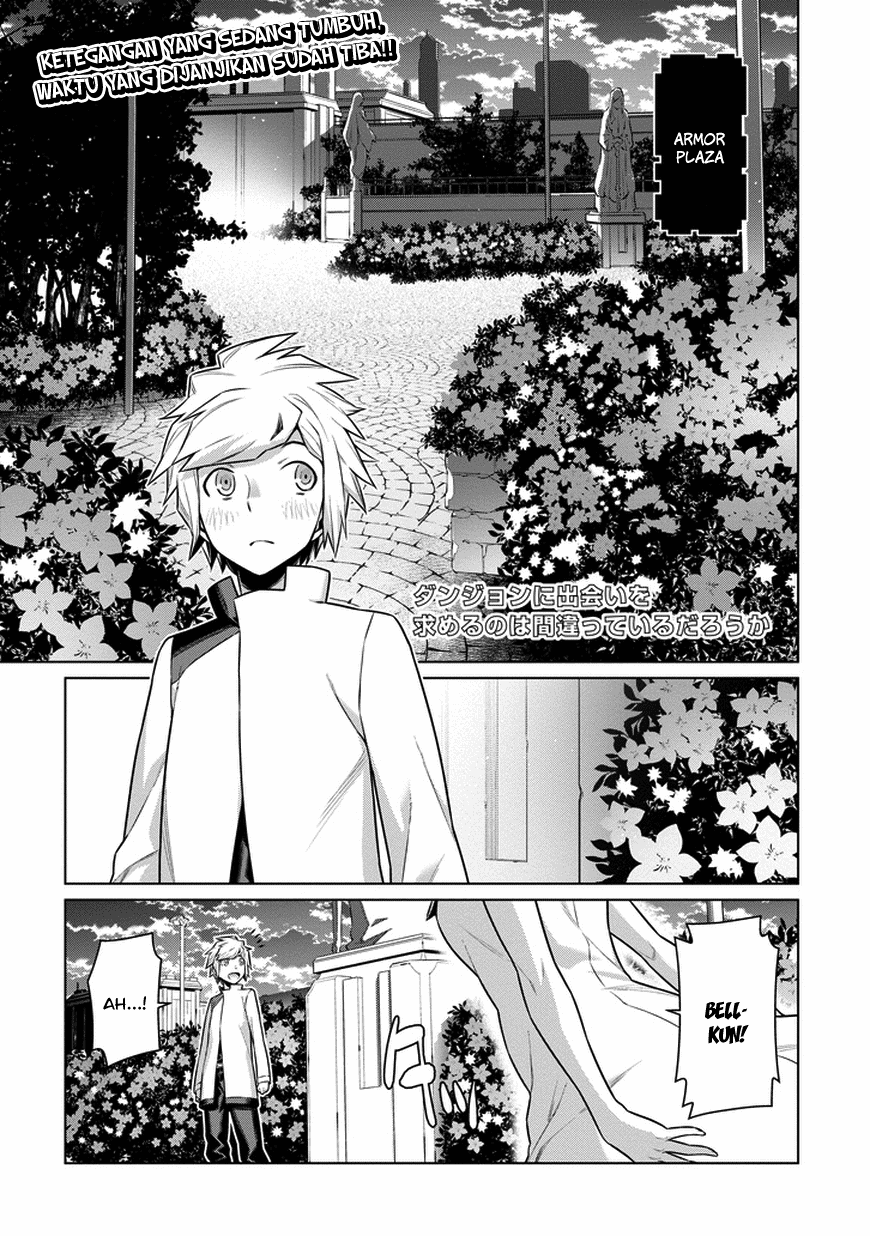 KETEGANGAN YANG SEDANG TUMBUH,
WAKTU YANG DIJANJIKAN SUDAH TIBA!!
ARMOR
PLAZA
ダンジョンに出会いを
求めるのは間違っているだろうか
BELL-
KUN!
タッ
AH...!